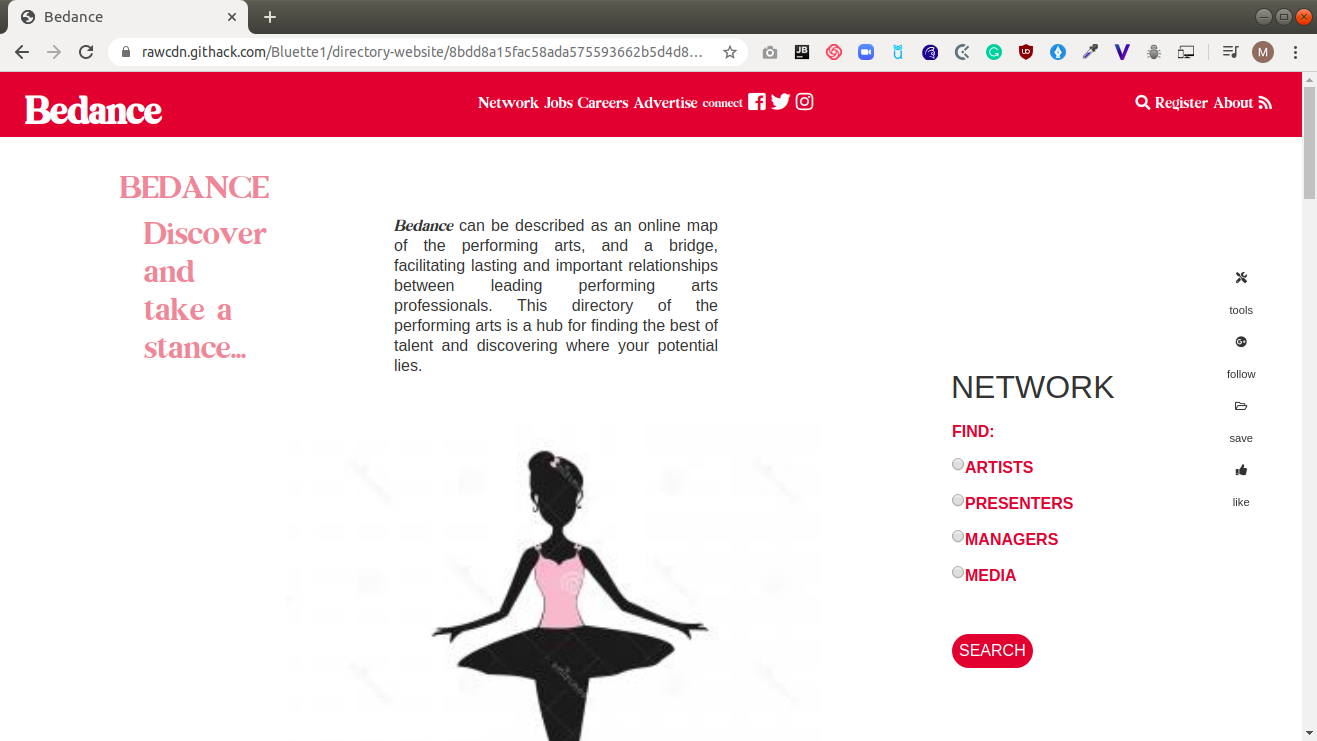 Bedance
rawcdn.githack.com/Bluette1/directory-website/8bdd8a15fac58ada575593662b5d4d8...
M
Bedance
Network Jobs Careers Advertise connect
Register About
BEDANCE
Discover
and
take a
stance...
Bedance can be described as an online map
of the performing arts, and a bridge,
facilitating lasting and important relationships
between leading performing arts
professionals. This directory of the
performing arts is a hub for finding the best of
talent and discovering where your potential
lies.
NETWORK
FIND:
ARTISTS
PRESENTERS
MANAGERS
MEDIA
SEARCH
tools
follow
save
like